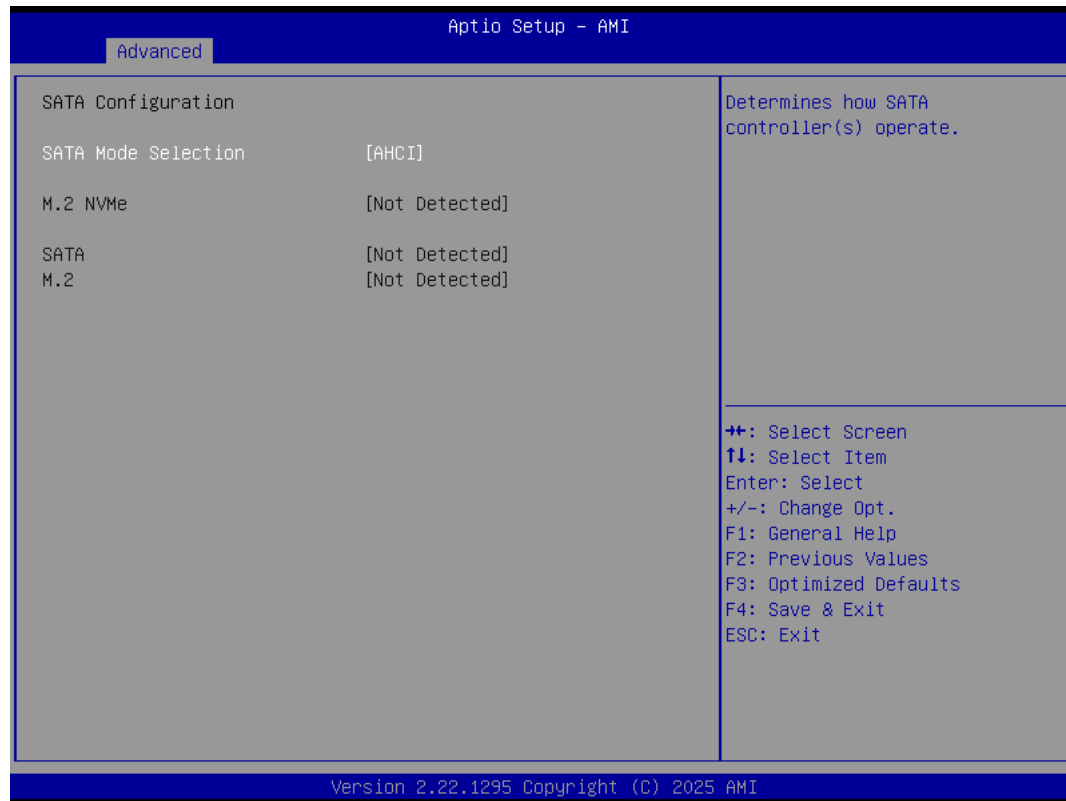 Aptio Setup – AMI
Advanced
SATA Configuration
SATA Mode Selection [AHCI]
M.2 NVMe [Not Detected]
SATA [Not Detected]
M.2 [Not Detected]
Determines how SATA
controller(s) operate.
→←: Select Screen
↑↓: Select Item
Enter: Select
+/-: Change Opt.
F1: General Help
F2: Previous Values
F3: Optimized Defaults
F4: Save & Exit
ESC: Exit
Version 2.22.1295 Copyright (C) 2025 AMI